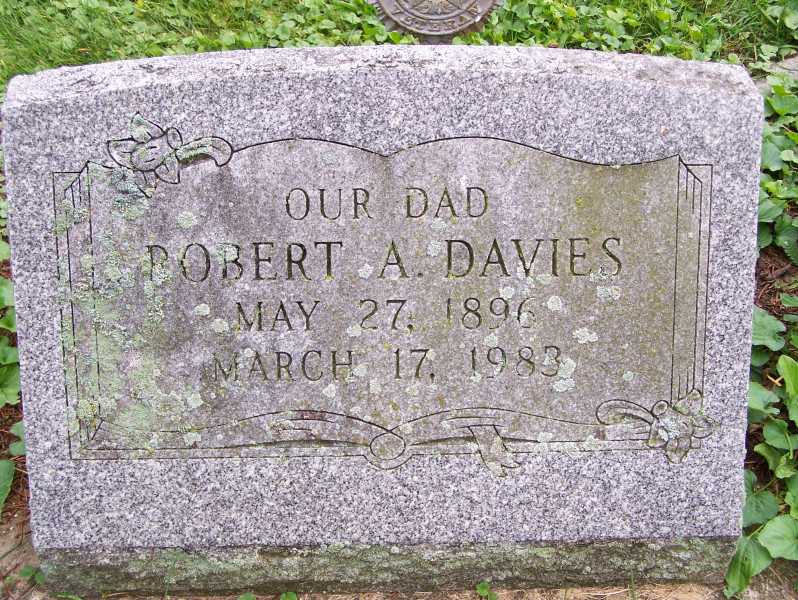 OUR DAD
ROBERT A. DAVIES
MAY 27, 1896
MARCH 17, 1983